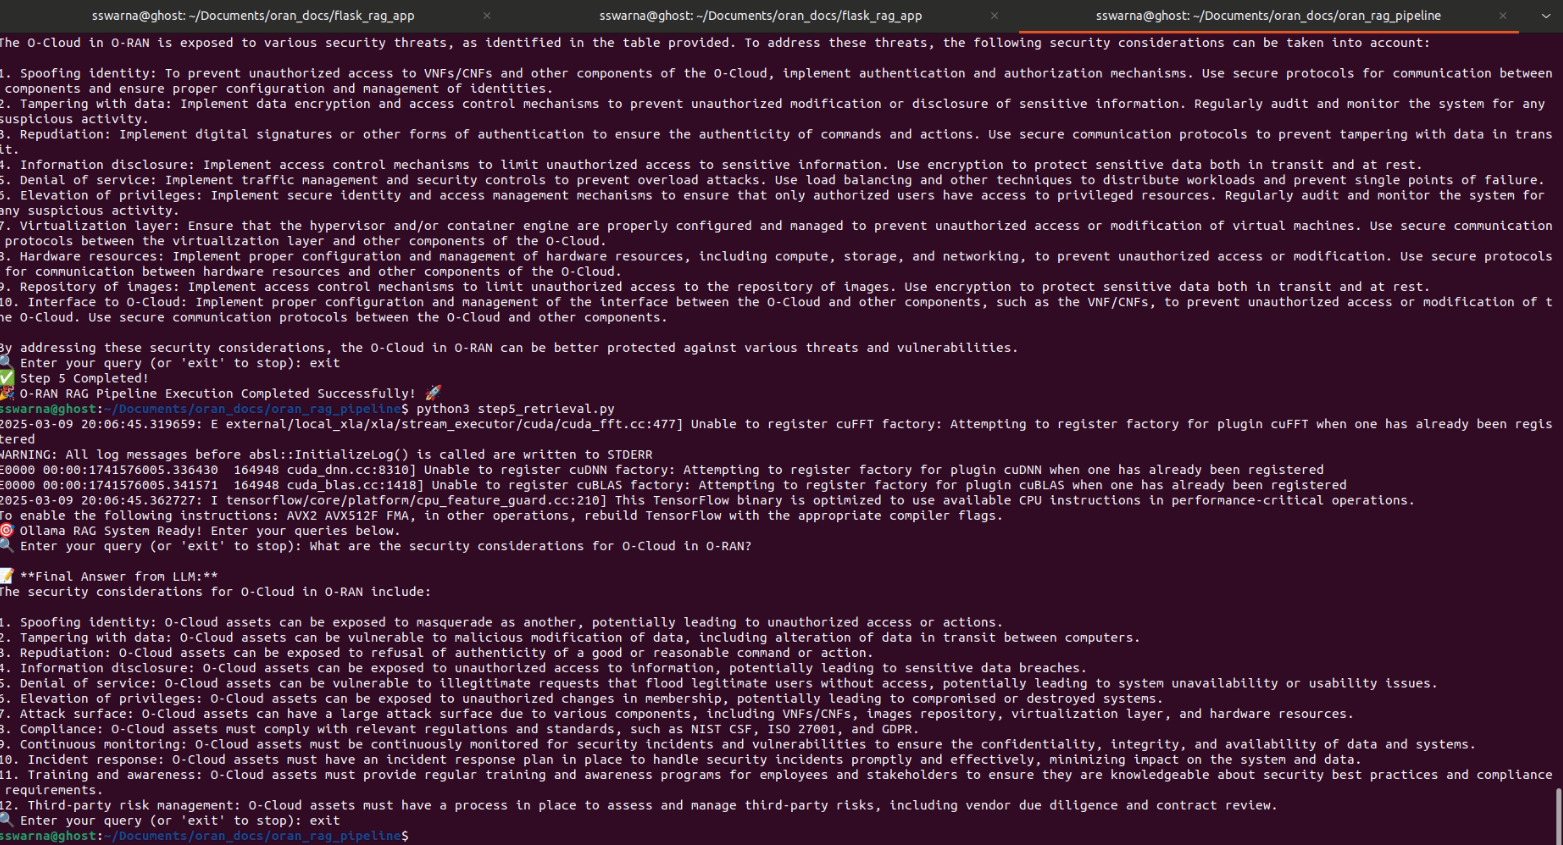 sswarna@ghost: ~/Documents/oran_docs/flask_rag_app × sswarna@ghost: ~/Documents/oran_docs/flask_rag_app × sswarna@ghost: ~/Documents/oran_docs/oran_rag_pipeline ×
The O-Cloud in O-RAN is exposed to various security threats, as identified in the table provided. To address these threats, the following security considerations can be taken into account:
1. Spoofing identity: To prevent unauthorized access to VNFs/CNFs and other components of the O-Cloud, implement authentication and authorization mechanisms. Use secure protocols for communication between
components and ensure proper configuration and management of identities.
2. Tampering with data: Implement data encryption and access control mechanisms to prevent unauthorized modification or disclosure of sensitive information. Regularly audit and monitor the system for any
suspicious activity.
3. Repudiation: Implement digital signatures or other forms of authentication to ensure the authenticity of commands and actions. Use secure communication protocols to prevent tampering with data in trans
it.
4. Information disclosure: Implement access control mechanisms to limit unauthorized access to sensitive information. Use encryption to protect sensitive data both in transit and at rest.
5. Denial of service: Implement traffic management and security controls to prevent overload attacks. Use load balancing and other techniques to distribute workloads and prevent single points of failure.
6. Elevation of privileges: Implement secure identity and access management mechanisms to ensure that only authorized users have access to privileged resources. Regularly audit and monitor the system for
any suspicious activity.
7. Virtualization layer: Ensure that the hypervisor and/or container engine are properly configured and managed to prevent unauthorized access or modification of virtual machines. Use secure communication
protocols between the virtualization layer and other components of the O-Cloud.
8. Hardware resources: Implement proper configuration and management of hardware resources, including compute, storage, and networking, to prevent unauthorized access or modification. Use secure protocols
for communication between hardware resources and other components of the O-Cloud.
9. Repository of images: Implement access control mechanisms to limit unauthorized access to the repository of images. Use encryption to protect sensitive data both in transit and at rest.
10. Interface to O-Cloud: Implement proper configuration and management of the interface between the O-Cloud and other components, such as the VNF/CNFs, to prevent unauthorized access or modification of t
he O-Cloud. Use secure communication protocols between the O-Cloud and other components.
By addressing these security considerations, the O-Cloud in O-RAN can be better protected against various threats and vulnerabilities.
🔍 Enter your query (or 'exit' to stop): exit
✅ Step 5 Completed!
🎉 O-RAN RAG Pipeline Execution Completed Successfully! 🚀
sswarna@ghost:~/Documents/oran_docs/oran_rag_pipeline$ python3 step5_retrieval.py
2025-03-09 20:06:45.319659: E external/local_xla/xla/stream_executor/cuda/cuda_fft.cc:477] Unable to register cuFFT factory: Attempting to register factory for plugin cuFFT when one has already been regis
tered
WARNING: All log messages before absl::InitializeLog() is called are written to STDERR
E0000 00:00:1741576005.336430  164948 cuda_dnn.cc:8310] Unable to register cuDNN factory: Attempting to register factory for plugin cuDNN when one has already been registered
E0000 00:00:1741576005.341571  164948 cuda_blas.cc:1418] Unable to register cuBLAS factory: Attempting to register factory for plugin cuBLAS when one has already been registered
2025-03-09 20:06:45.362727: I tensorflow/core/platform/cpu_feature_guard.cc:210] This TensorFlow binary is optimized to use available CPU instructions in performance-critical operations.
To enable the following instructions: AVX2 AVX512F FMA, in other operations, rebuild TensorFlow with the appropriate compiler flags.
🎯 Ollama RAG System Ready! Enter your queries below.
🔍 Enter your query (or 'exit' to stop): What are the security considerations for O-Cloud in O-RAN?
📝 **Final Answer from LLM:**
The security considerations for O-Cloud in O-RAN include:
1. Spoofing identity: O-Cloud assets can be exposed to masquerade as another, potentially leading to unauthorized access or actions.
2. Tampering with data: O-Cloud assets can be vulnerable to malicious modification of data, including alteration of data in transit between computers.
3. Repudiation: O-Cloud assets can be exposed to refusal of authenticity of a good or reasonable command or action.
4. Information disclosure: O-Cloud assets can be exposed to unauthorized access to information, potentially leading to sensitive data breaches.
5. Denial of service: O-Cloud assets can be vulnerable to illegitimate requests that flood legitimate users without access, potentially leading to system unavailability or usability issues.
6. Elevation of privileges: O-Cloud assets can be exposed to unauthorized changes in membership, potentially leading to compromised or destroyed systems.
7. Attack surface: O-Cloud assets can have a large attack surface due to various components, including VNFs/CNFs, images repository, virtualization layer, and hardware resources.
8. Compliance: O-Cloud assets must comply with relevant regulations and standards, such as NIST CSF, ISO 27001, and GDPR.
9. Continuous monitoring: O-Cloud assets must be continuously monitored for security incidents and vulnerabilities to ensure the confidentiality, integrity, and availability of data and systems.
10. Incident response: O-Cloud assets must have an incident response plan in place to handle security incidents promptly and effectively, minimizing impact on the system and data.
11. Training and awareness: O-Cloud assets must provide regular training and awareness programs for employees and stakeholders to ensure they are knowledgeable about security best practices and compliance
requirements.
12. Third-party risk management: O-Cloud assets must have a process in place to assess and manage third-party risks, including vendor due diligence and contract review.
🔍 Enter your query (or 'exit' to stop): exit
sswarna@ghost:~/Documents/oran_docs/oran_rag_pipeline$